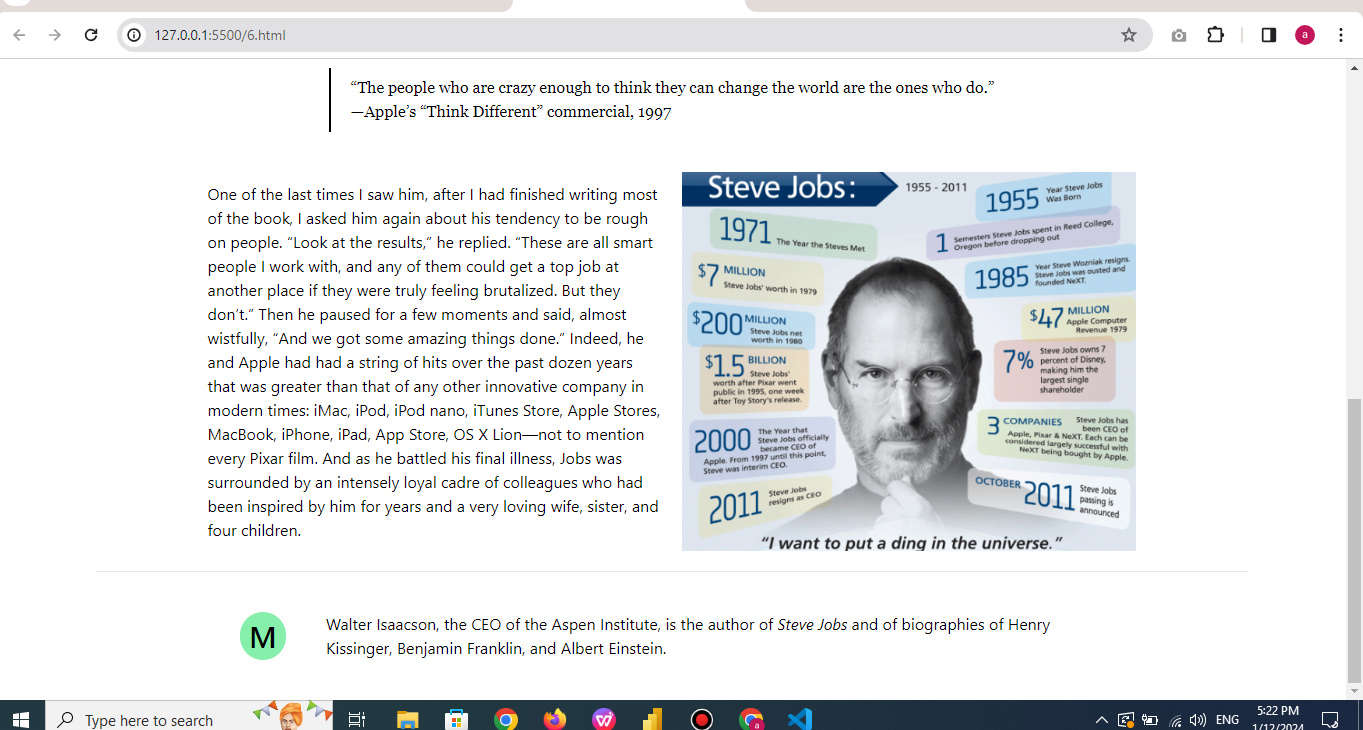 127.0.0.1:5500/6.html
a
“The people who are crazy enough to think they can change the world are the ones who do.”
—Apple’s “Think Different” commercial, 1997
One of the last times I saw him, after I had finished writing most
of the book, I asked him again about his tendency to be rough
on people. “Look at the results,” he replied. “These are all smart
people I work with, and any of them could get a top job at
another place if they were truly feeling brutalized. But they
don’t.” Then he paused for a few moments and said, almost
wistfully, “And we got some amazing things done.” Indeed, he
and Apple had had a string of hits over the past dozen years
that was greater than that of any other innovative company in
modern times: iMac, iPod, iPod nano, iTunes Store, Apple Stores,
MacBook, iPhone, iPad, App Store, OS X Lion—not to mention
every Pixar film. And as he battled his final illness, Jobs was
surrounded by an intensely loyal cadre of colleagues who had
been inspired by him for years and a very loving wife, sister, and
four children.
Steve Jobs:
1955 - 2011
1955 Year Steve Jobs
Was Born
1971 The Year the Steves Met
1 Semesters Steve Jobs spent in Reed College,
Oregon before dropping out
$7 MILLION
Steve Jobs' worth in 1979
1985 Year Steve Wozniak resigns.
Steve Jobs was ousted and
founded NeXT.
$200 MILLION
Steve Jobs net
worth in 1980
$47 MILLION
Apple Computer
Revenue 1979
$1.5 BILLION
Steve Jobs'
worth after Pixar went
public in 1995, one week
after Toy Story's release.
7% Steve Jobs owns 7
percent of Disney,
making him the
largest single
shareholder
2000 The Year that
Steve Jobs officially
became CEO of
Apple. From 1997 until this point,
Steve was interim CEO.
3 COMPANIES Steve Jobs has
been CEO of
Apple, Pixar & NeXT. Each can be
considered largely successful with
NeXT being bought by Apple.
2011 Steve Jobs
resigns as CEO
OCTOBER 2011 Steve Jobs
passing is
announced
“I want to put a ding in the universe.”
M
Walter Isaacson, the CEO of the Aspen Institute, is the author of Steve Jobs and of biographies of Henry
Kissinger, Benjamin Franklin, and Albert Einstein.
Type here to search
a
ENG
5:22 PM
1/12/2024